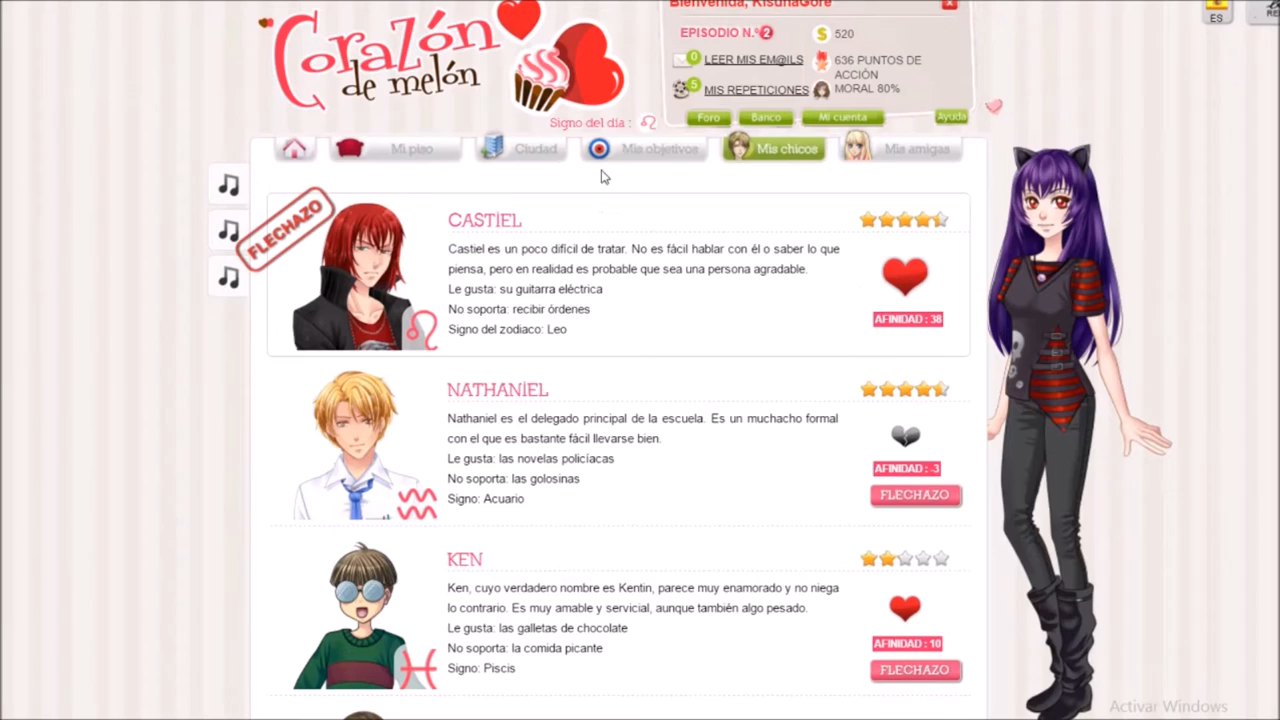 Corazón
de melón
Bienvenida, KisunaGore
EPISODIO N.º2
520
0 LEER MIS EM@ILS
636 PUNTOS DE
ACCIÓN
5 MIS REPETICIONES
MORAL 80%
Foro
Banco
Mi cuenta
Ayuda
ES
Signo del día :
Mi piso
Ciudad
Mis objetivos
Mis chicos
Mis amigas
FLECHAZO
CASTIEL
Castiel es un poco difícil de tratar. No es fácil hablar con él o saber lo que
piensa, pero en realidad es probable que sea una persona agradable.
Le gusta: su guitarra eléctrica
No soporta: recibir órdenes
Signo del zodiaco: Leo
AFINIDAD : 38
NATHANIEL
Nathaniel es el delegado principal de la escuela. Es un muchacho formal
con el que es bastante fácil llevarse bien.
Le gusta: las novelas policíacas
No soporta: las golosinas
Signo: Acuario
AFINIDAD : -3
FLECHAZO
KEN
Ken, cuyo verdadero nombre es Kentin, parece muy enamorado y no niega
lo contrario. Es muy amable y servicial, aunque también algo pesado.
Le gusta: las galletas de chocolate
No soporta: la comida picante
Signo: Piscis
AFINIDAD : 10
FLECHAZO
Activar Windows